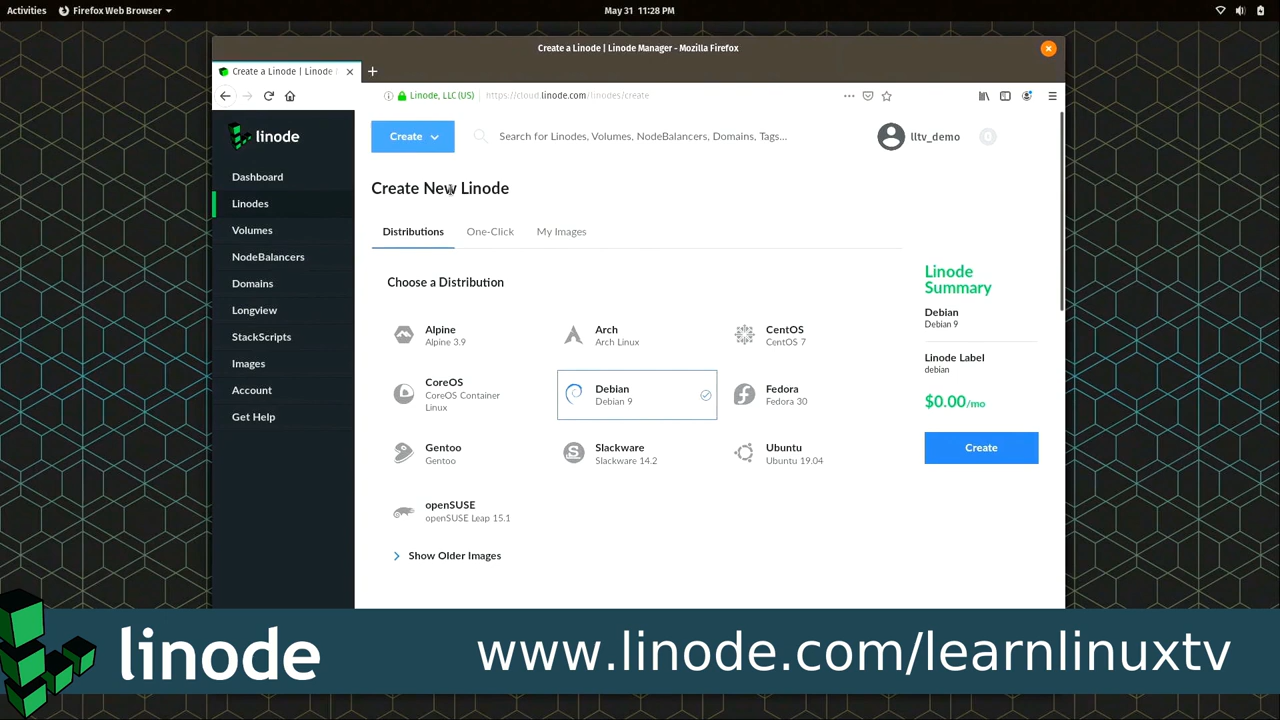 Activities
Firefox Web Browser
May 31 11:28 PM
Create a Linode | Linode Manager - Mozilla Firefox
Create a Linode | Linode
Linode, LLC (US)
https://cloud.linode.com/linodes/create
linode
Create
Search for Linodes, Volumes, NodeBalancers, Domains, Tags...
lltv_demo
0
Dashboard
Linodes
Volumes
NodeBalancers
Domains
Longview
StackScripts
Images
Account
Get Help
Create New Linode
Distributions
One-Click
My Images
Choose a Distribution
Alpine
Alpine 3.9
Arch
Arch Linux
CentOS
CentOS 7
CoreOS
CoreOS Container
Linux
Debian
Debian 9
Fedora
Fedora 30
Gentoo
Gentoo
Slackware
Slackware 14.2
Ubuntu
Ubuntu 19.04
openSUSE
openSUSE Leap 15.1
Show Older Images
Linode
Summary
Debian
Debian 9
Linode Label
debian
$0.00/mo
Create
linode
www.linode.com/learnlinuxtv